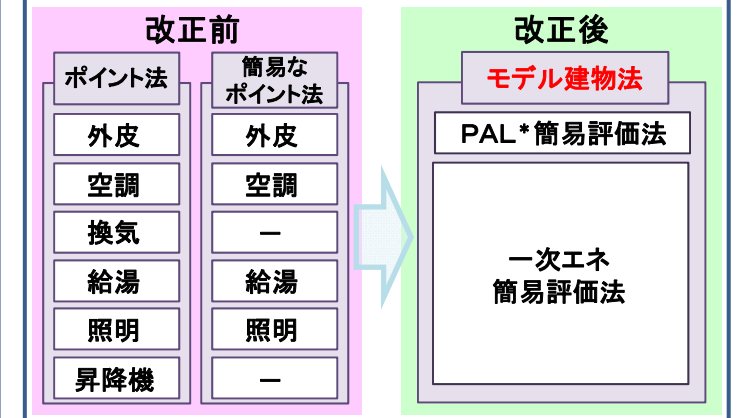 改正前
ポイント法
外皮
空調
換気
給湯
照明
昇降機
簡易な
ポイント法
外皮
空調
－
給湯
照明
－
改正後
モデル建物法
PAL*簡易評価法
一次エネ
簡易評価法